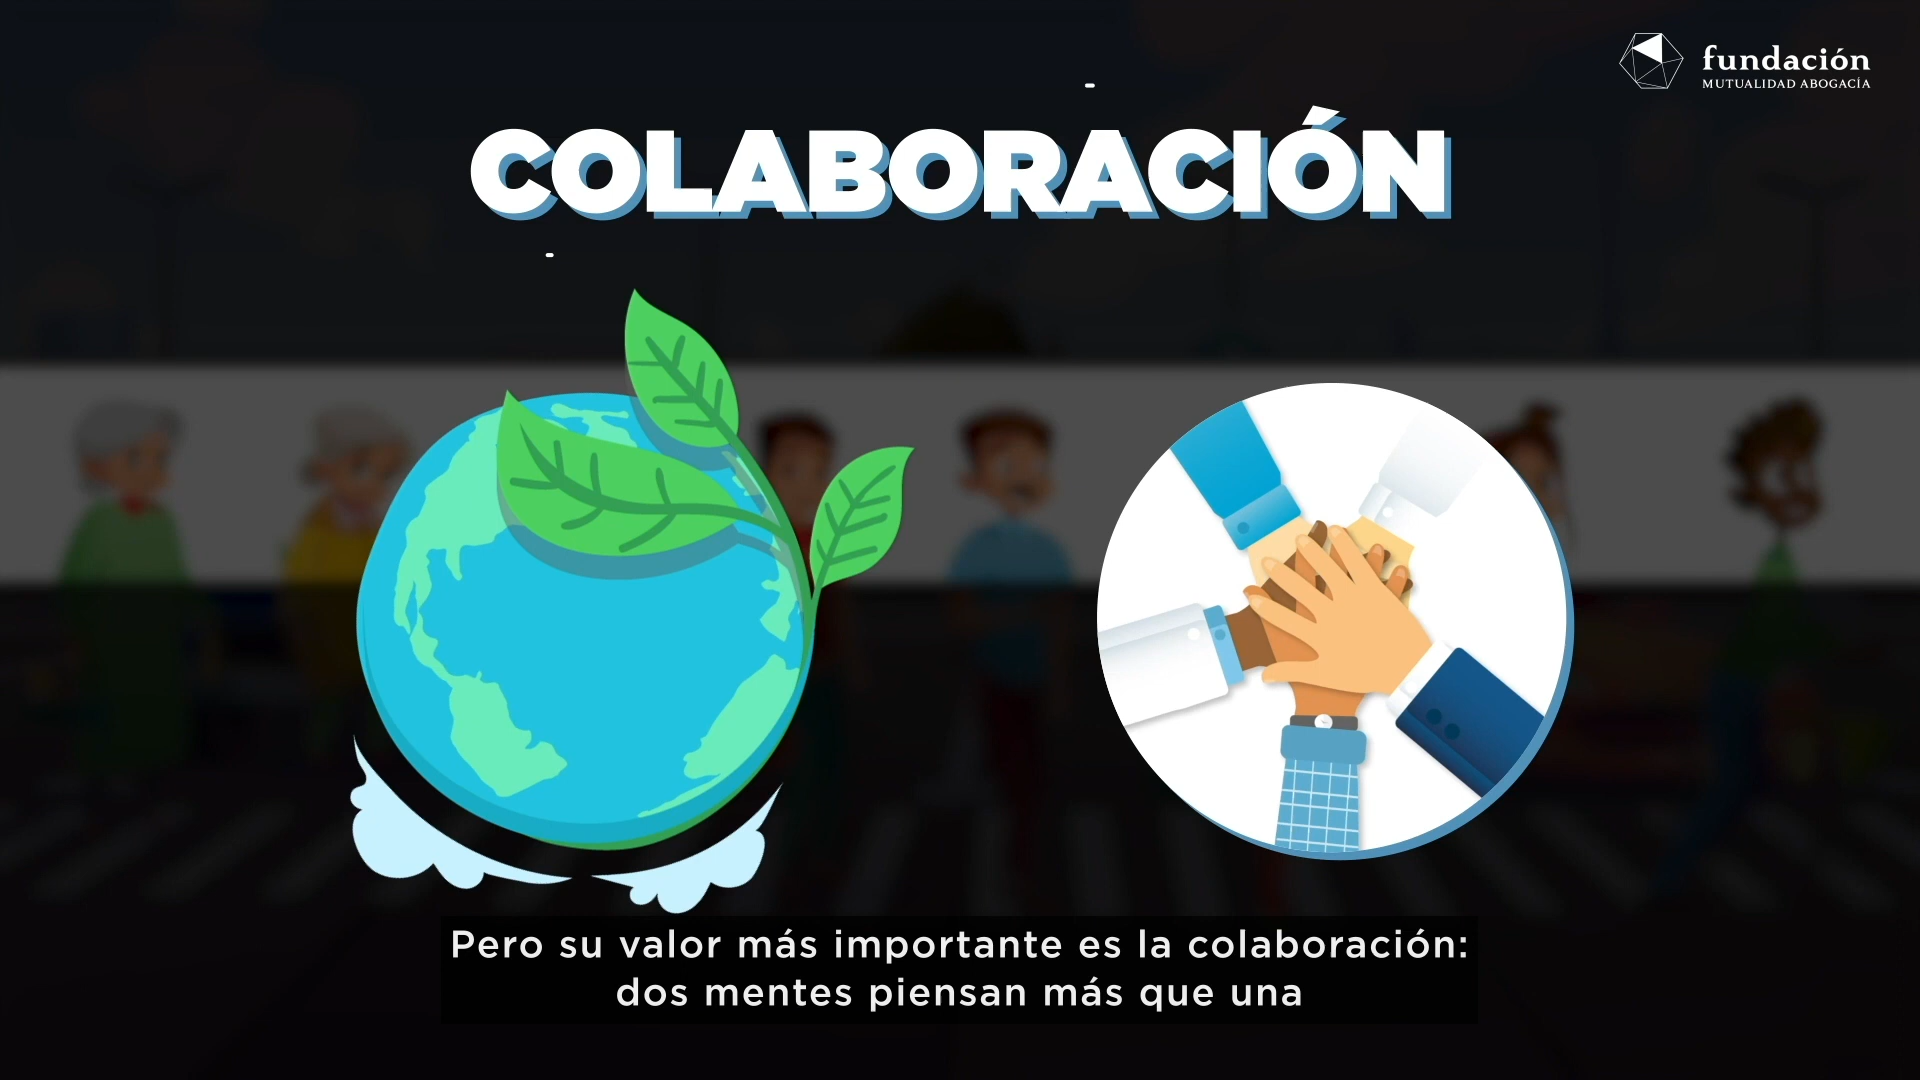 fundación
MUTUALIDAD ABOGACÍA
COLABORACIÓN
Pero su valor más importante es la colaboración:
dos mentes piensan más que una